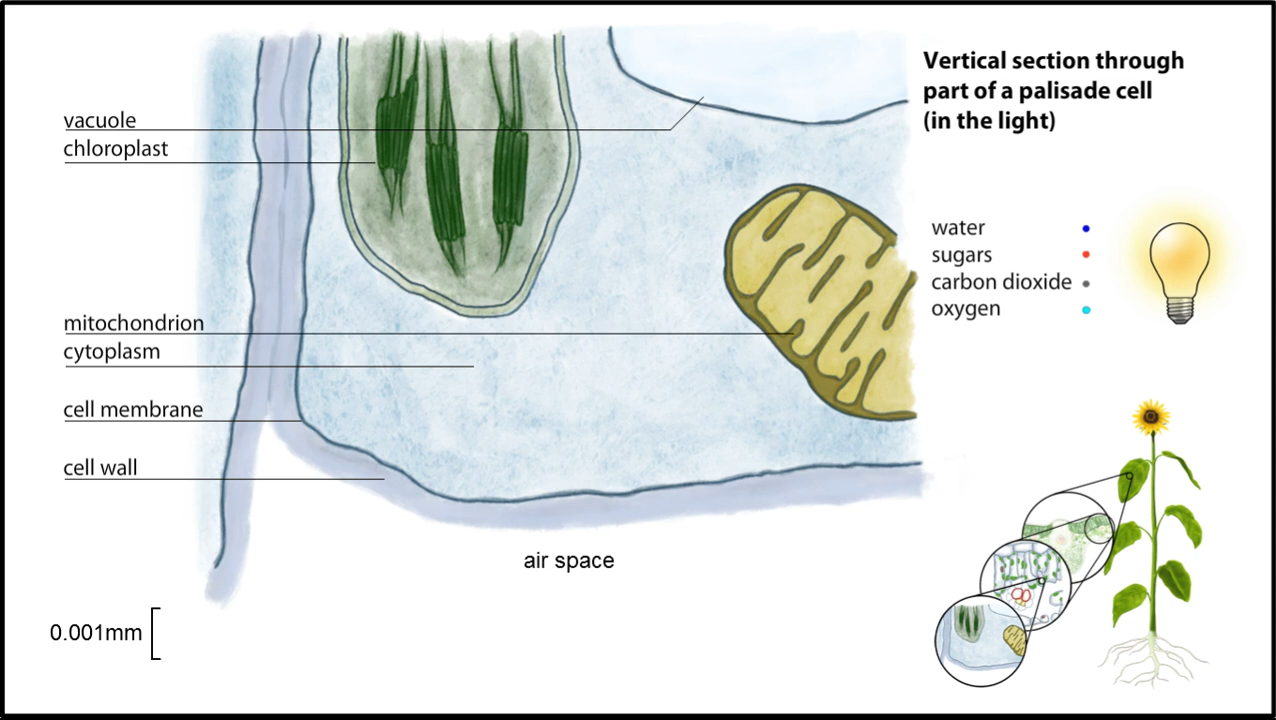 Vertical section through
part of a palisade cell
(in the light)
vacuole
chloroplast
mitochondrion
cytoplasm
cell membrane
cell wall
water
sugars
carbon dioxide
oxygen
air space
0.001mm